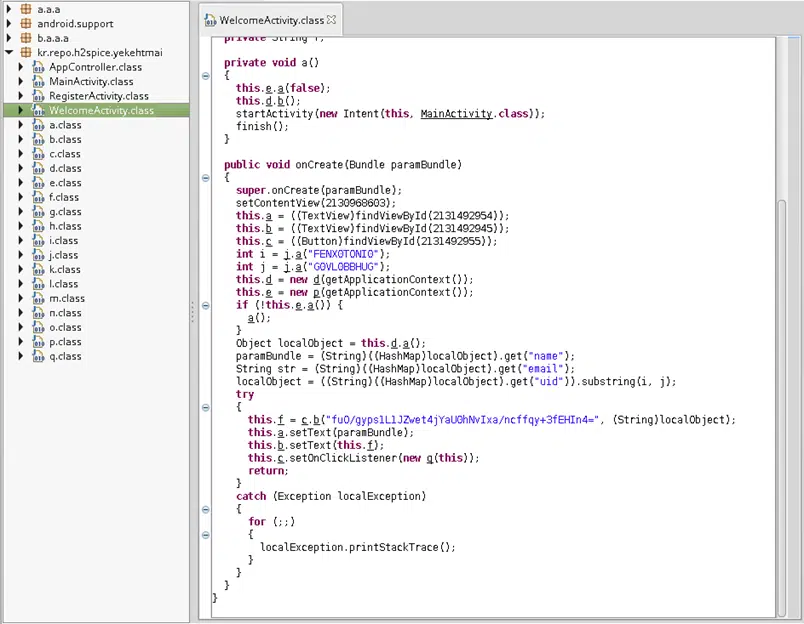 a.a.a
android.support
b.a.a.a
kr.repo.h2spice.yekehtmai
AppController.class
MainActivity.class
RegisterActivity.class
WelcomeActivity.class
a.class
b.class
c.class
d.class
e.class
f.class
g.class
h.class
i.class
j.class
k.class
l.class
m.class
n.class
o.class
p.class
q.class
WelcomeActivity.class
private String f;
private void a()
{
this.e.a(false);
this.d.b();
startActivity(new Intent(this, MainActivity.class));
finish();
}
public void onCreate(Bundle paramBundle)
{
super.onCreate(paramBundle);
setContentView(2130968603);
this.a = ((TextView)findViewById(2131492954));
this.b = ((TextView)findViewById(2131492945));
this.c = ((Button)findViewById(2131492955));
int i = j.a("FENX0TONI0");
int j = j.a("G0VL0BBHUG");
this.d = new d(getApplicationContext());
this.e = new p(getApplicationContext());
if (!this.e.a()) {
a();
}
Object localObject = this.d.a();
paramBundle = (String)((HashMap)localObject).get("name");
String str = (String)((HashMap)localObject).get("email");
localObject = ((String)((HashMap)localObject).get("uid")).substring(i, j);
try
{
this.f = c.b("fuO/gyps1L1JZwet4jYaU0hNvIxa/ncffqy+3fEHIn4=", (String)localObject);
this.a.setText(paramBundle);
this.b.setText(this.f);
this.c.setOnClickListener(new q(this));
return;
}
catch (Exception localException)
{
for (;;)
{
localException.printStackTrace();
}
}
}
}